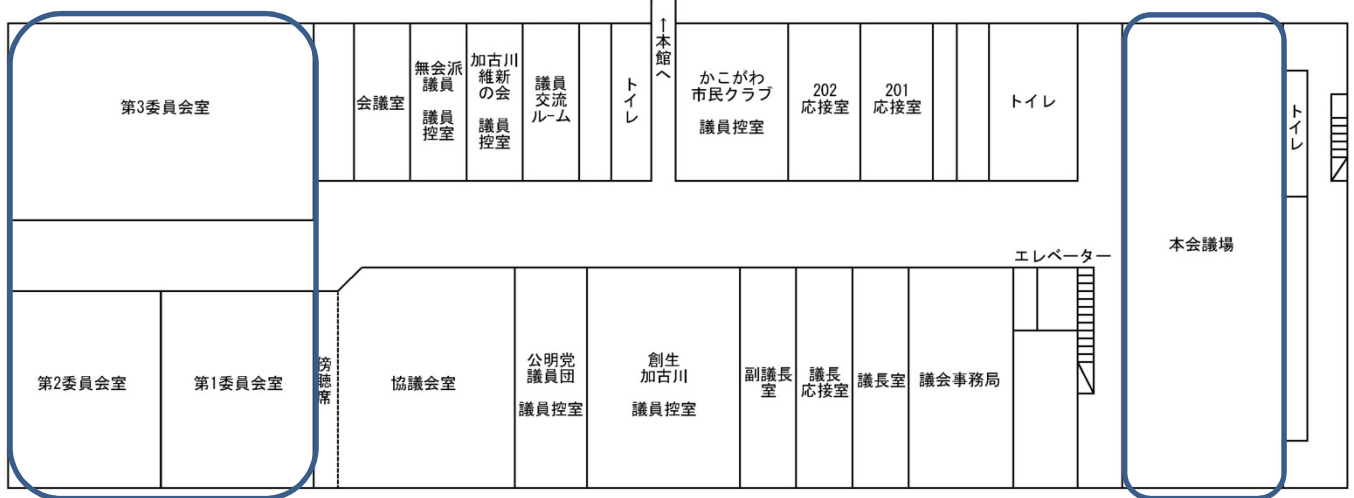 ↑本館へ
第3委員会室
会議室
無会派
議員
議員
控室
加古川
維新
の会
議員
控室
議員
交流
ルーム
トイレ
かこがわ
市民クラブ
議員控室
202
応接室
201
応接室
トイレ
トイレ
本会議場
エレベーター
第2委員会室
第1委員会室
傍聴席
協議会室
公明党
議員団
議員控室
創生
加古川
議員控室
副議長
室
議長
応接室
議長室
議会事務局